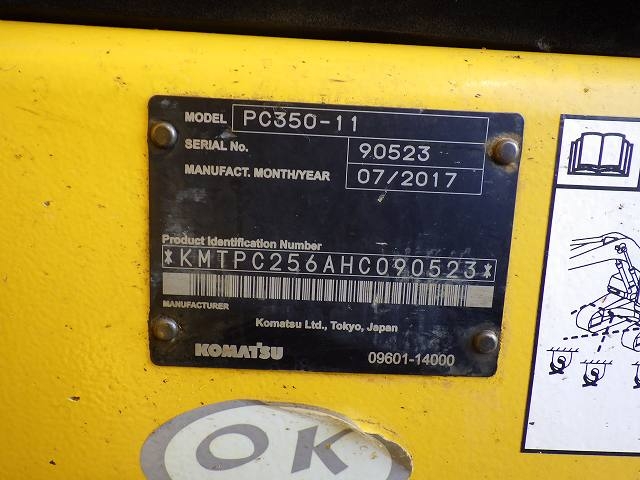 MODEL PC350-11
SERIAL No. 90523
MANUFACT. MONTH/YEAR 07/2017
Product Identification Number
*KMTPC256AHC090523*
MANUFACTURER
Komatsu Ltd., Tokyo, Japan
KOMATSU 09601-14000
OK